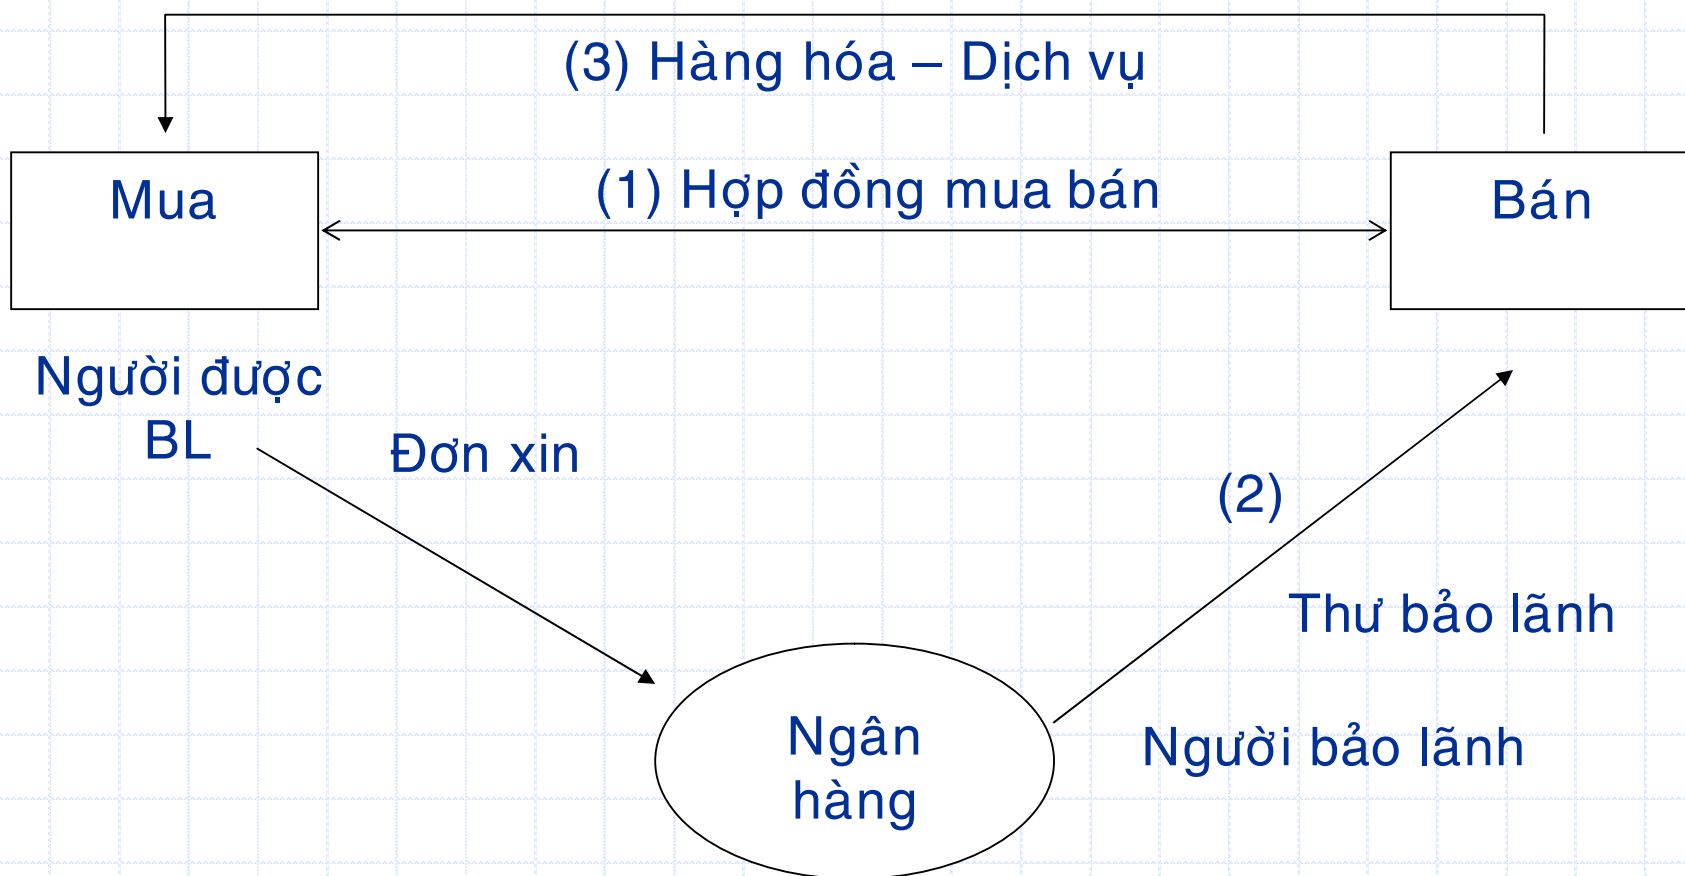 (3) Hàng hóa – Dịch vụ
Mua
(1) Hợp đồng mua bán
Bán
Người được
BL
Đơn xin
(2)
Thư bảo lãnh
Ngân
hàng
Người bảo lãnh